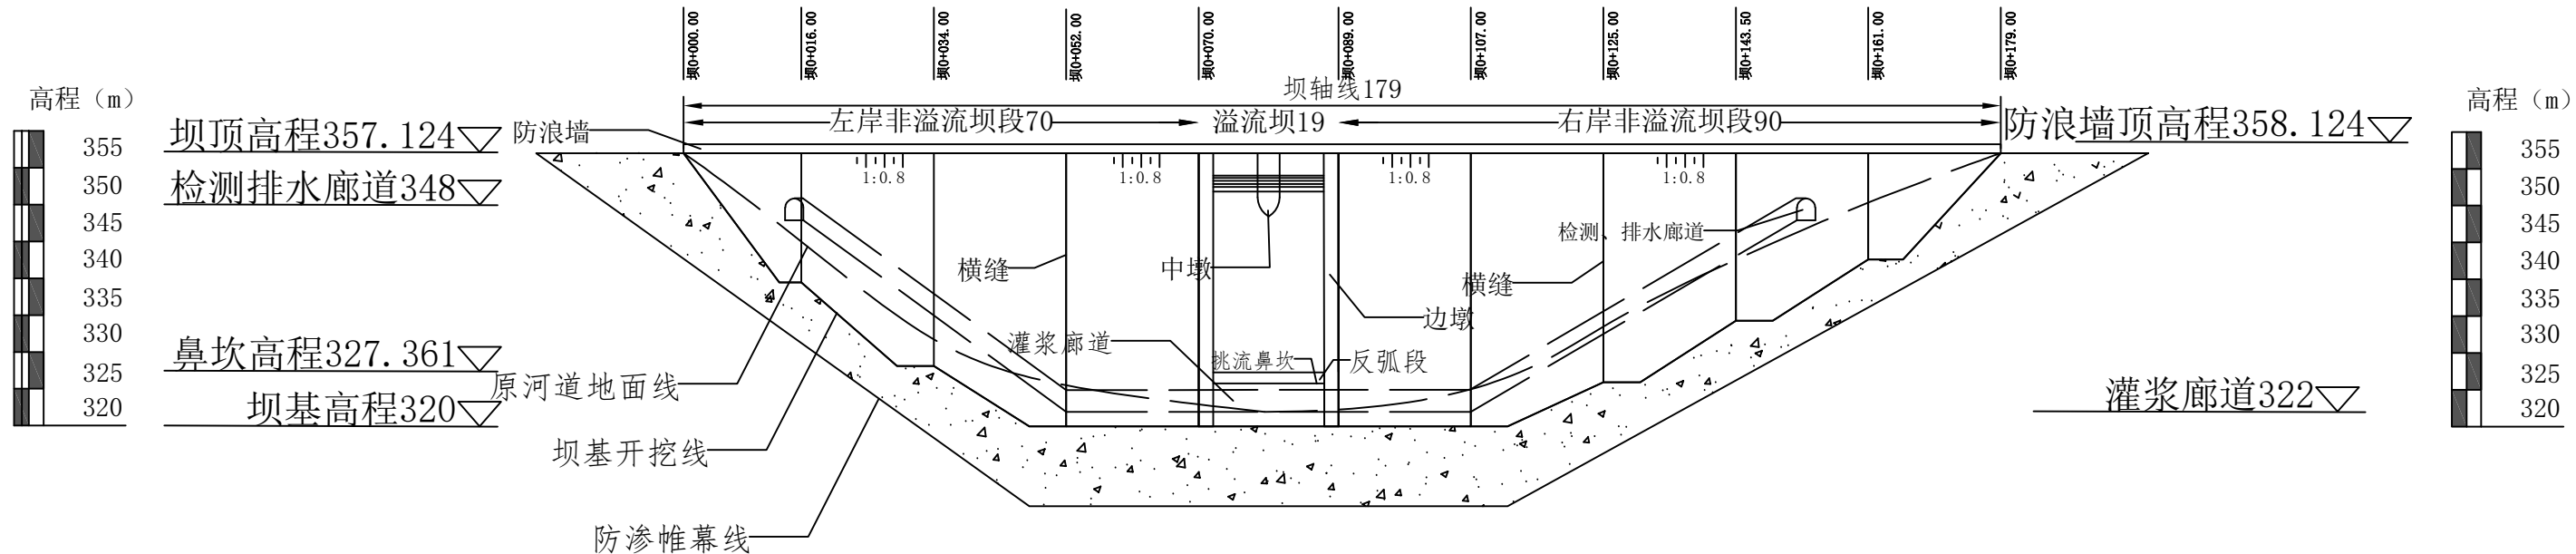 坝0+000.00
坝0+016.00
坝0+034.00
坝0+052.00
坝0+070.00
坝0+089.00
坝0+107.00
坝0+125.00
坝0+143.50
坝0+161.00
坝0+179.00
坝轴线179
左岸非溢流坝段70
溢流坝19
右岸非溢流坝段90
高程（m）
355
350
345
340
335
330
325
320
坝顶高程357.124
检测排水廊道348
鼻坎高程327.361
坝基高程320
防浪墙
1:0.8
1:0.8
1:0.8
1:0.8
横缝
中墩
检测、排水廊道
横缝
边墩
灌浆廊道
挑流鼻坎
反弧段
原河道地面线
坝基开挖线
防渗帷幕线
防浪墙顶高程358.124
灌浆廊道322
高程（m）
355
350
345
340
335
330
325
320